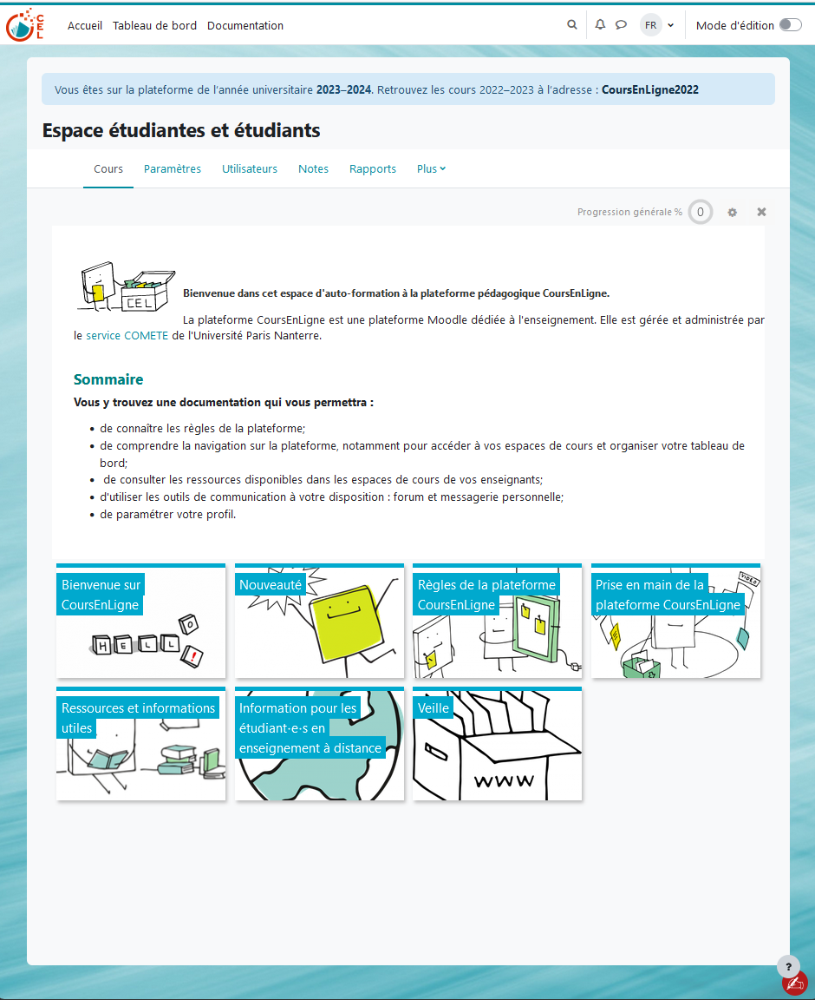 CEL
Accueil Tableau de bord Documentation FR Mode d'édition
Vous êtes sur la plateforme de l'année universitaire 2023–2024. Retrouvez les cours 2022–2023 à l'adresse : CoursEnLigne2022
Espace étudiantes et étudiants
Cours Paramètres Utilisateurs Notes Rapports Plus
Progression générale % 0
CEL
Bienvenue dans cet espace d'auto-formation à la plateforme pédagogique CoursEnLigne.
La plateforme CoursEnLigne est une plateforme Moodle dédiée à l'enseignement. Elle est gérée et administrée par
le service COMETE de l'Université Paris Nanterre.
Sommaire
Vous y trouvez une documentation qui vous permettra :
• de connaître les règles de la plateforme;
• de comprendre la navigation sur la plateforme, notamment pour accéder à vos espaces de cours et organiser votre tableau de
bord;
• de consulter les ressources disponibles dans les espaces de cours de vos enseignants;
• d'utiliser les outils de communication à votre disposition : forum et messagerie personnelle;
• de paramétrer votre profil.
Bienvenue sur
CoursEnLigne
HELLO!
Nouveauté
Règles de la plateforme
CoursEnLigne
Prise en main de la
plateforme CoursEnLigne
VIDEO
Ressources et informations
utiles
Information pour les
étudiant·e·s en
enseignement à distance
Veille
WWW
?